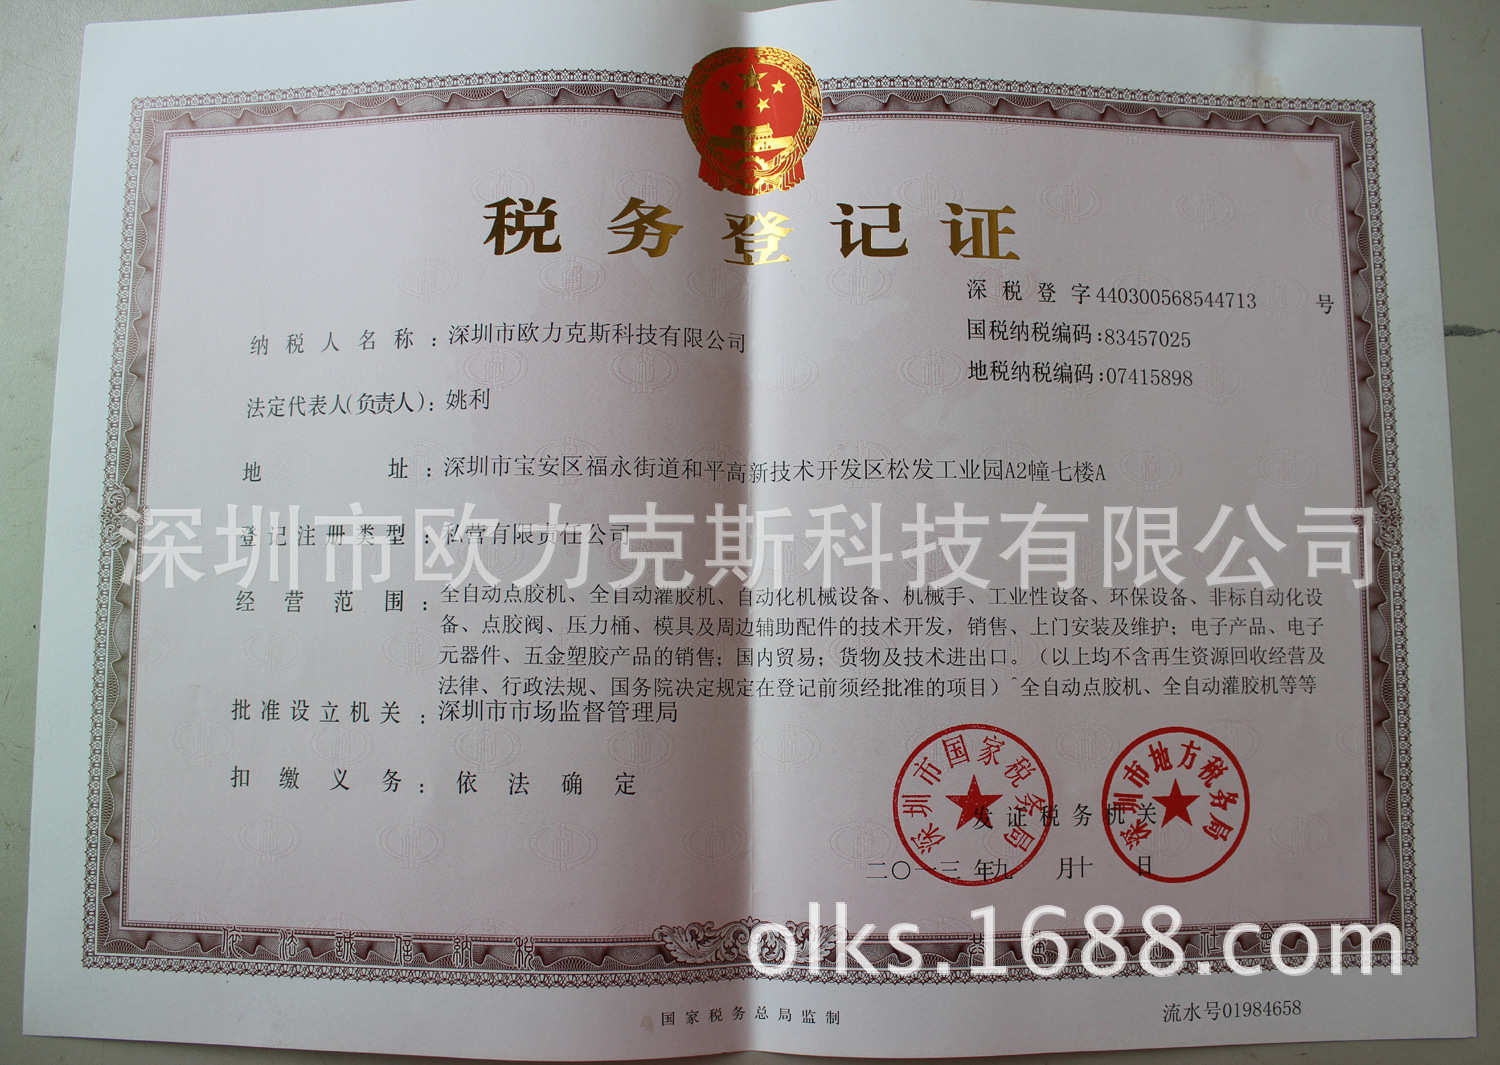 税务登记证
深税登字440300568544713号
国税纳税编码:83457025
地税纳税编码:07415898
纳税人名称:深圳市欧力克斯科技有限公司
法定代表人(负责人):姚利
地址:深圳市宝安区福永街道和平高新技术开发区松发工业园A2幢七楼A
登记注册类型:私营有限责任公司
深圳市欧力克斯科技有限公司
经营范围:全自动点胶机、全自动灌胶机、自动化机械设备、机械手、工业性设备、环保设备、非标自动化设
备、点胶阀、压力桶、模具及周边辅助配件的技术开发，销售、上门安装及维护；电子产品、电子
元器件、五金塑胶产品的销售；国内贸易；货物及技术进出口。（以上均不含再生资源回收经营及
法律、行政法规、国务院决定规定在登记前须经批准的项目）^全自动点胶机、全自动灌胶机等等
批准设立机关:深圳市市场监督管理局
扣缴义务:依法确定
深圳市国家税务局
深圳市地方税务局
发证税务机关
二〇一三年九月十日
依法诚信纳税
olks.1688.com
国家税务总局监制
流水号01984658